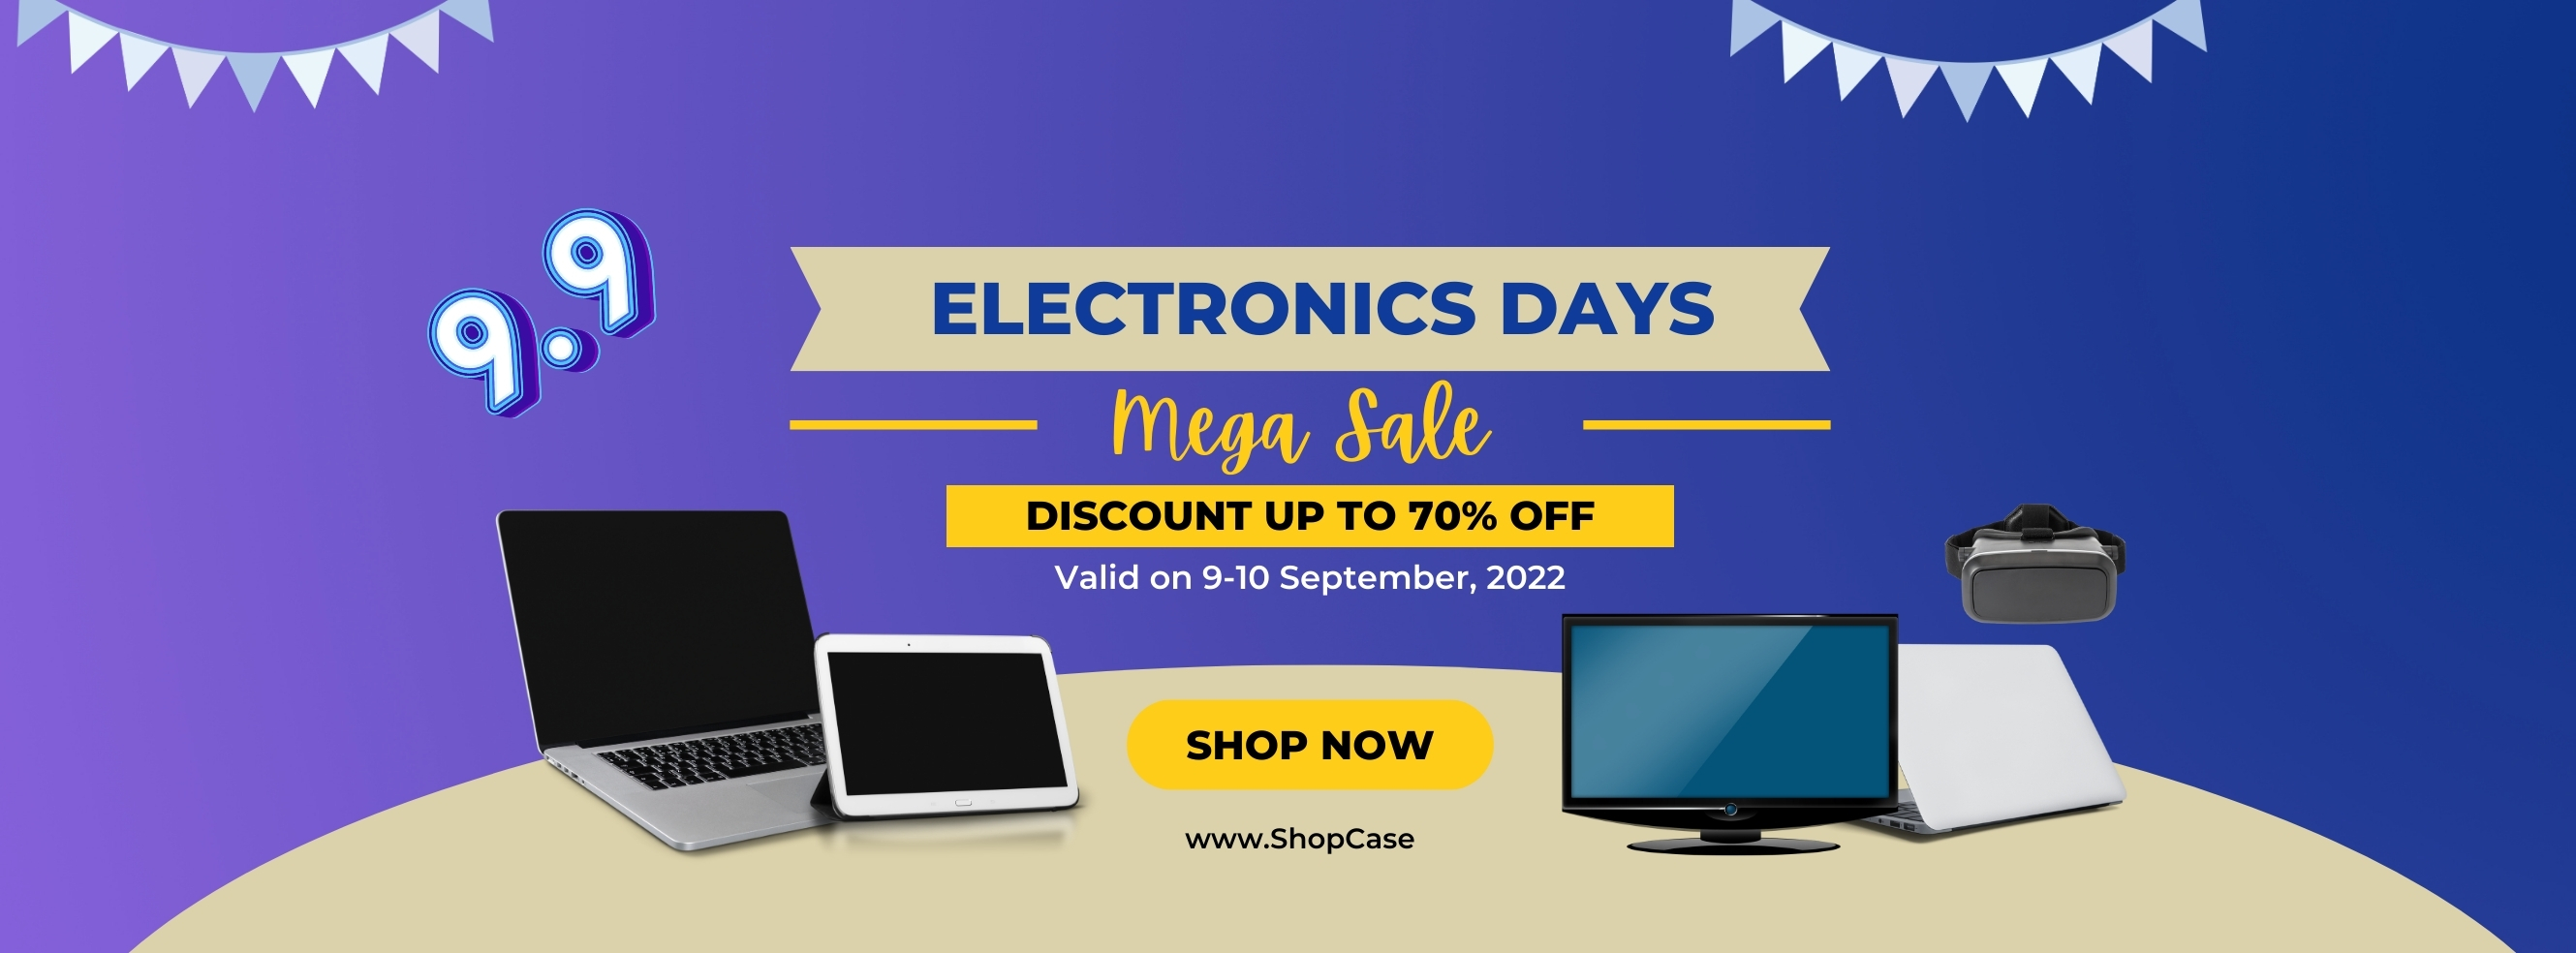 9.9
ELECTRONICS DAYS
Mega Sale
DISCOUNT UP TO 70% OFF
Valid on 9-10 September, 2022
SHOP NOW
www.ShopCase